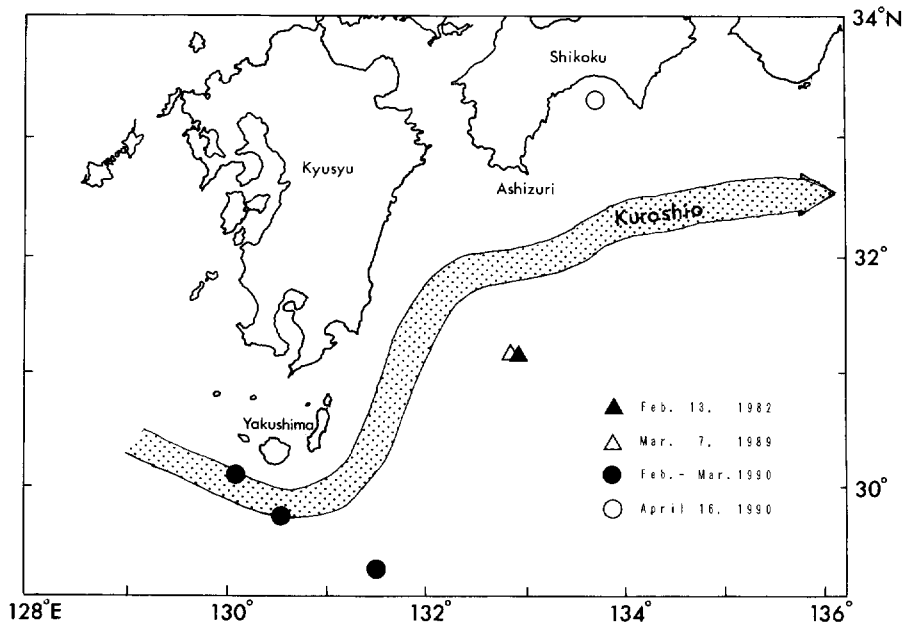 34°N
Shikoku
Kyusyu
Ashizuri
Kuroshio
32°
Yakushima
Feb. 13, 1982
Mar. 7, 1989
Feb. - Mar. 1990
April 16, 1990
30°
128°E 130° 132° 134° 136°